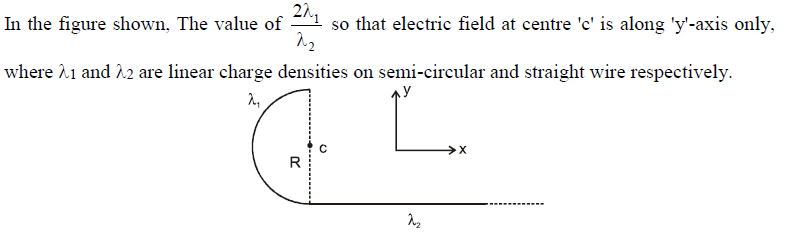 In the figure shown, The value of 2λ₁/λ₂ so that electric field at centre 'c' is along 'y'-axis only,
where λ1 and λ2 are linear charge densities on semi-circular and straight wire respectively.
λ₁ y
c x
R
λ₂